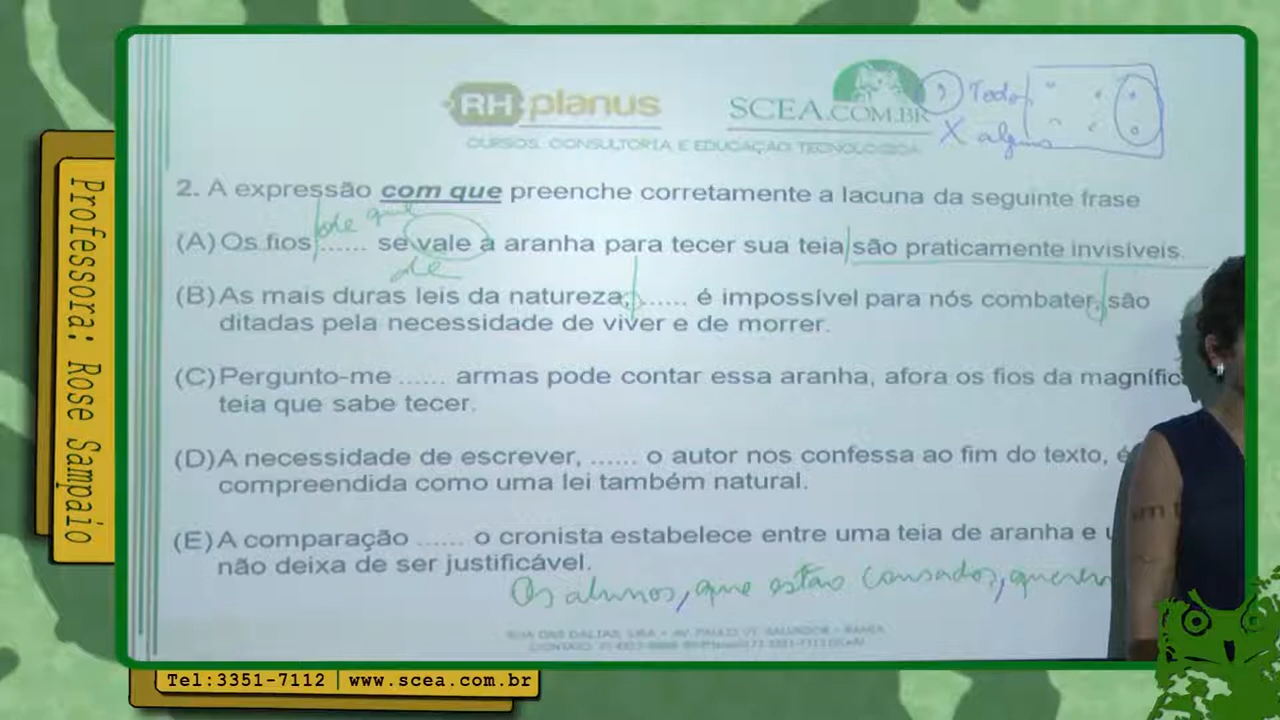 RH planus
SCEA.COM.BR
CURSOS, CONSULTORIA E EDUCAÇÃO TECNOLÓGICA
, Todo
X algun
2. A expressão com que preenche corretamente a lacuna da seguinte frase
de que
(A) Os fios ...... se vale a aranha para tecer sua teia são praticamente invisíveis.
de
(B) As mais duras leis da natureza, ...... é impossível para nós combater, são
ditadas pela necessidade de viver e de morrer.
(C) Pergunto-me ...... armas pode contar essa aranha, afora os fios da magnífic
teia que sabe tecer.
(D) A necessidade de escrever, ...... o autor nos confessa ao fim do texto, é
compreendida como uma lei também natural.
(E) A comparação ...... o cronista estabelece entre uma teia de aranha e u
não deixa de ser justificável.
Os alunos, que estão cansados, querem
Professora: Rose Sampaio
Tel:3351-7112 | www.scea.com.br